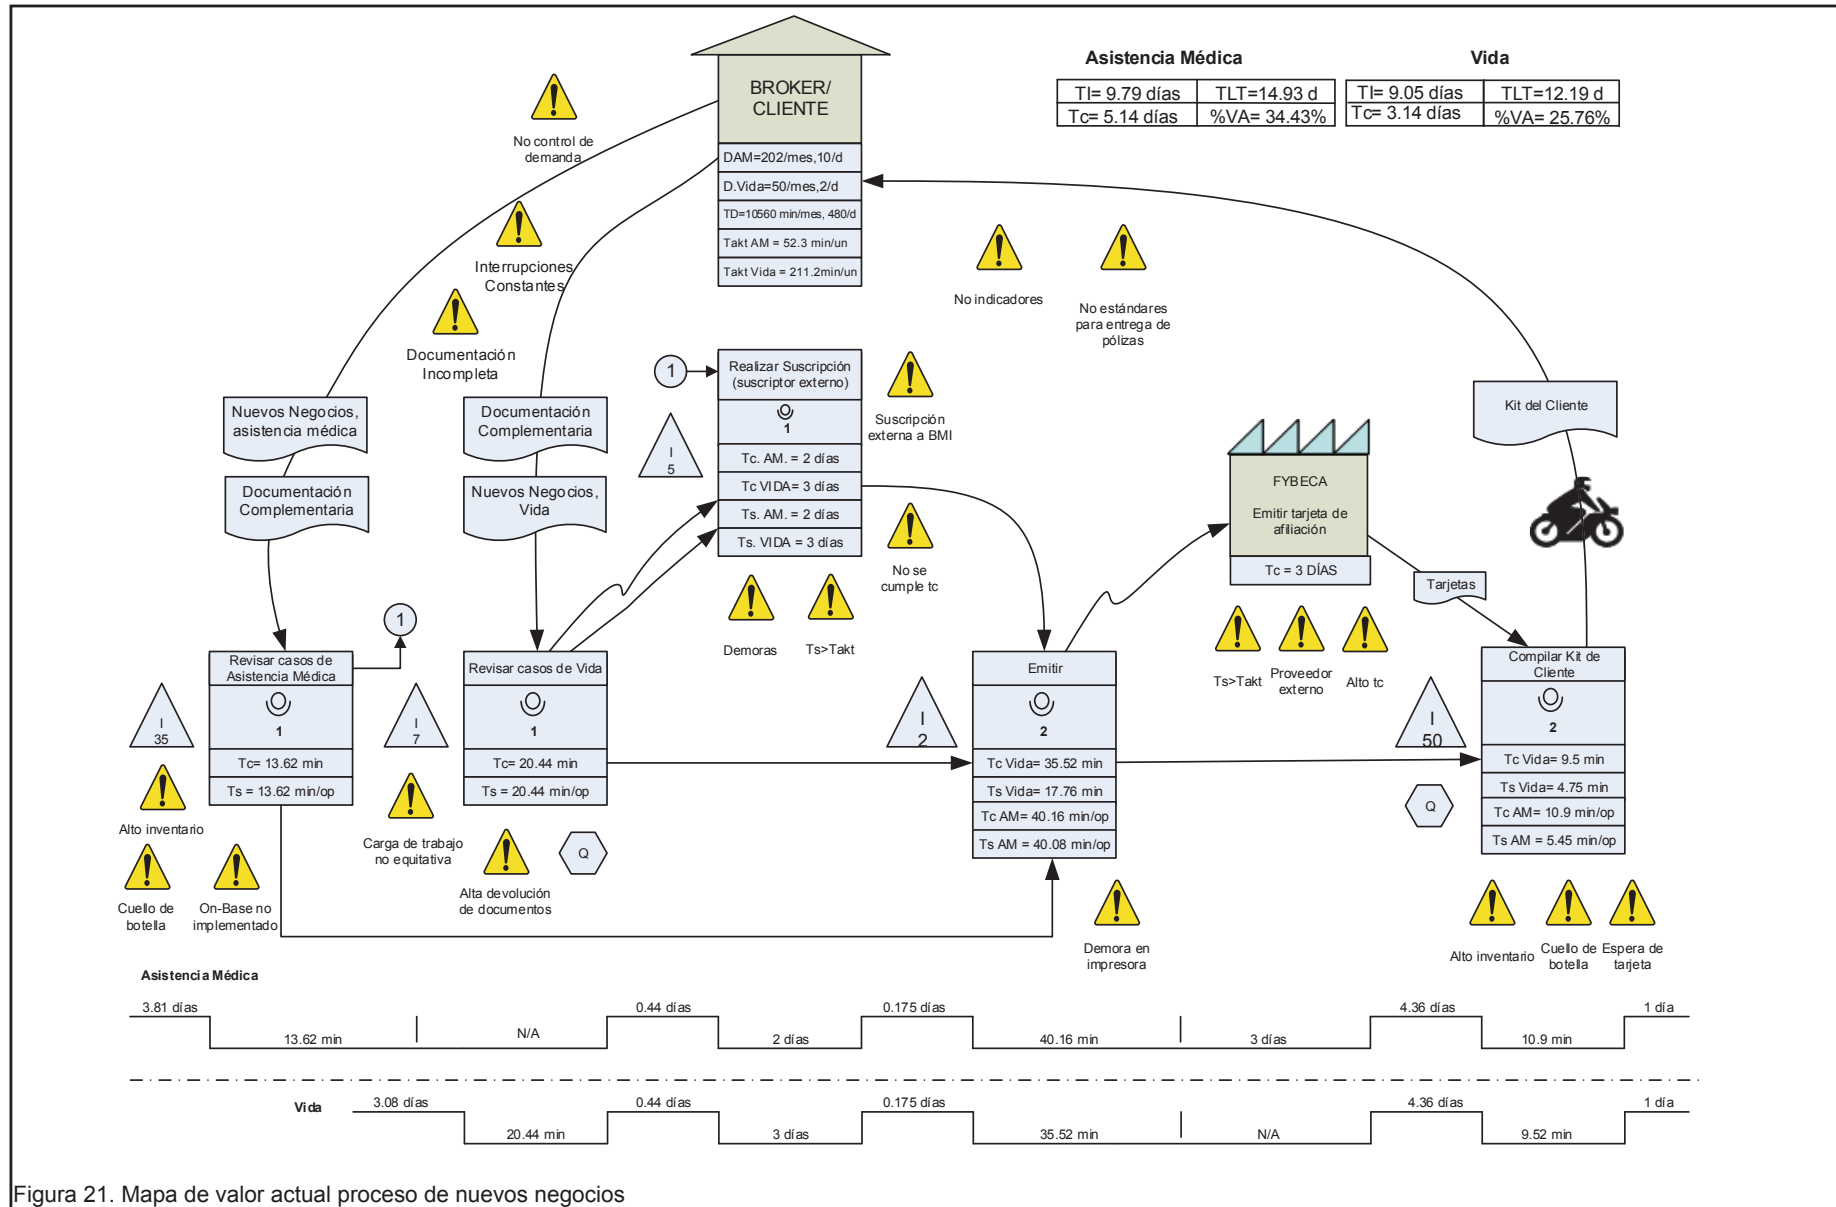 Asistencia Médica
TI= 9.79 días
TLT=14.93 d
Tc= 5.14 días
%VA= 34.43%
Vida
TI= 9.05 días
TLT=12.19 d
Tc= 3.14 días
%VA= 25.76%
BROKER/
CLIENTE
DAM=202/mes,10/d
D.Vida=50/mes,2/d
TD=10560 min/mes, 480/d
Takt AM = 52.3 min/un
Takt Vida = 211.2min/un
No control de
demanda
Interrupciones
Constantes
Documentación
Incompleta
No indicadores
No estándares
para entrega de
pólizas
Nuevos Negocios,
asistencia médica
Documentación
Complementaria
Documentación
Complementaria
Nuevos Negocios,
Vida
1
I
5
Realizar Suscripción
(suscriptor externo)
1
Tc. AM. = 2 días
Tc VIDA= 3 días
Ts. AM. = 2 días
Ts. VIDA = 3 días
Suscripción
externa a BMI
No se
cumple tc
Demoras
Ts>Takt
FYBECA
Emitir tarjeta de
afiliación
Tc = 3 DÍAS
Ts>Takt
Proveedor
externo
Alto tc
Tarjetas
Kit del Cliente
1
I
35
Revisar casos de
Asistencia Médica
1
Tc= 13.62 min
Ts = 13.62 min/op
Alto inventario
Cuello de
botella
On-Base no
implementado
I
7
Revisar casos de Vida
1
Tc= 20.44 min
Ts = 20.44 min/op
Carga de trabajo
no equitativa
Alta devolución
de documentos
Q
I
2
Emitir
2
Tc Vida= 35.52 min
Ts Vida= 17.76 min
Tc AM= 40.16 min/op
Ts AM = 40.08 min/op
Demora en
impresora
I
50
Q
Compilar Kit de
Cliente
2
Tc Vida= 9.5 min
Ts Vida= 4.75 min
Tc AM= 10.9 min/op
Ts AM = 5.45 min/op
Alto inventario
Cuello de
botella
Espera de
tarjeta
Asistencia Médica
3.81 días
13.62 min
N/A
0.44 días
2 días
0.175 días
40.16 min
3 días
4.36 días
10.9 min
1 día
Vida
3.08 días
20.44 min
0.44 días
3 días
0.175 días
35.52 min
N/A
4.36 días
9.52 min
1 día
Figura 21. Mapa de valor actual proceso de nuevos negocios